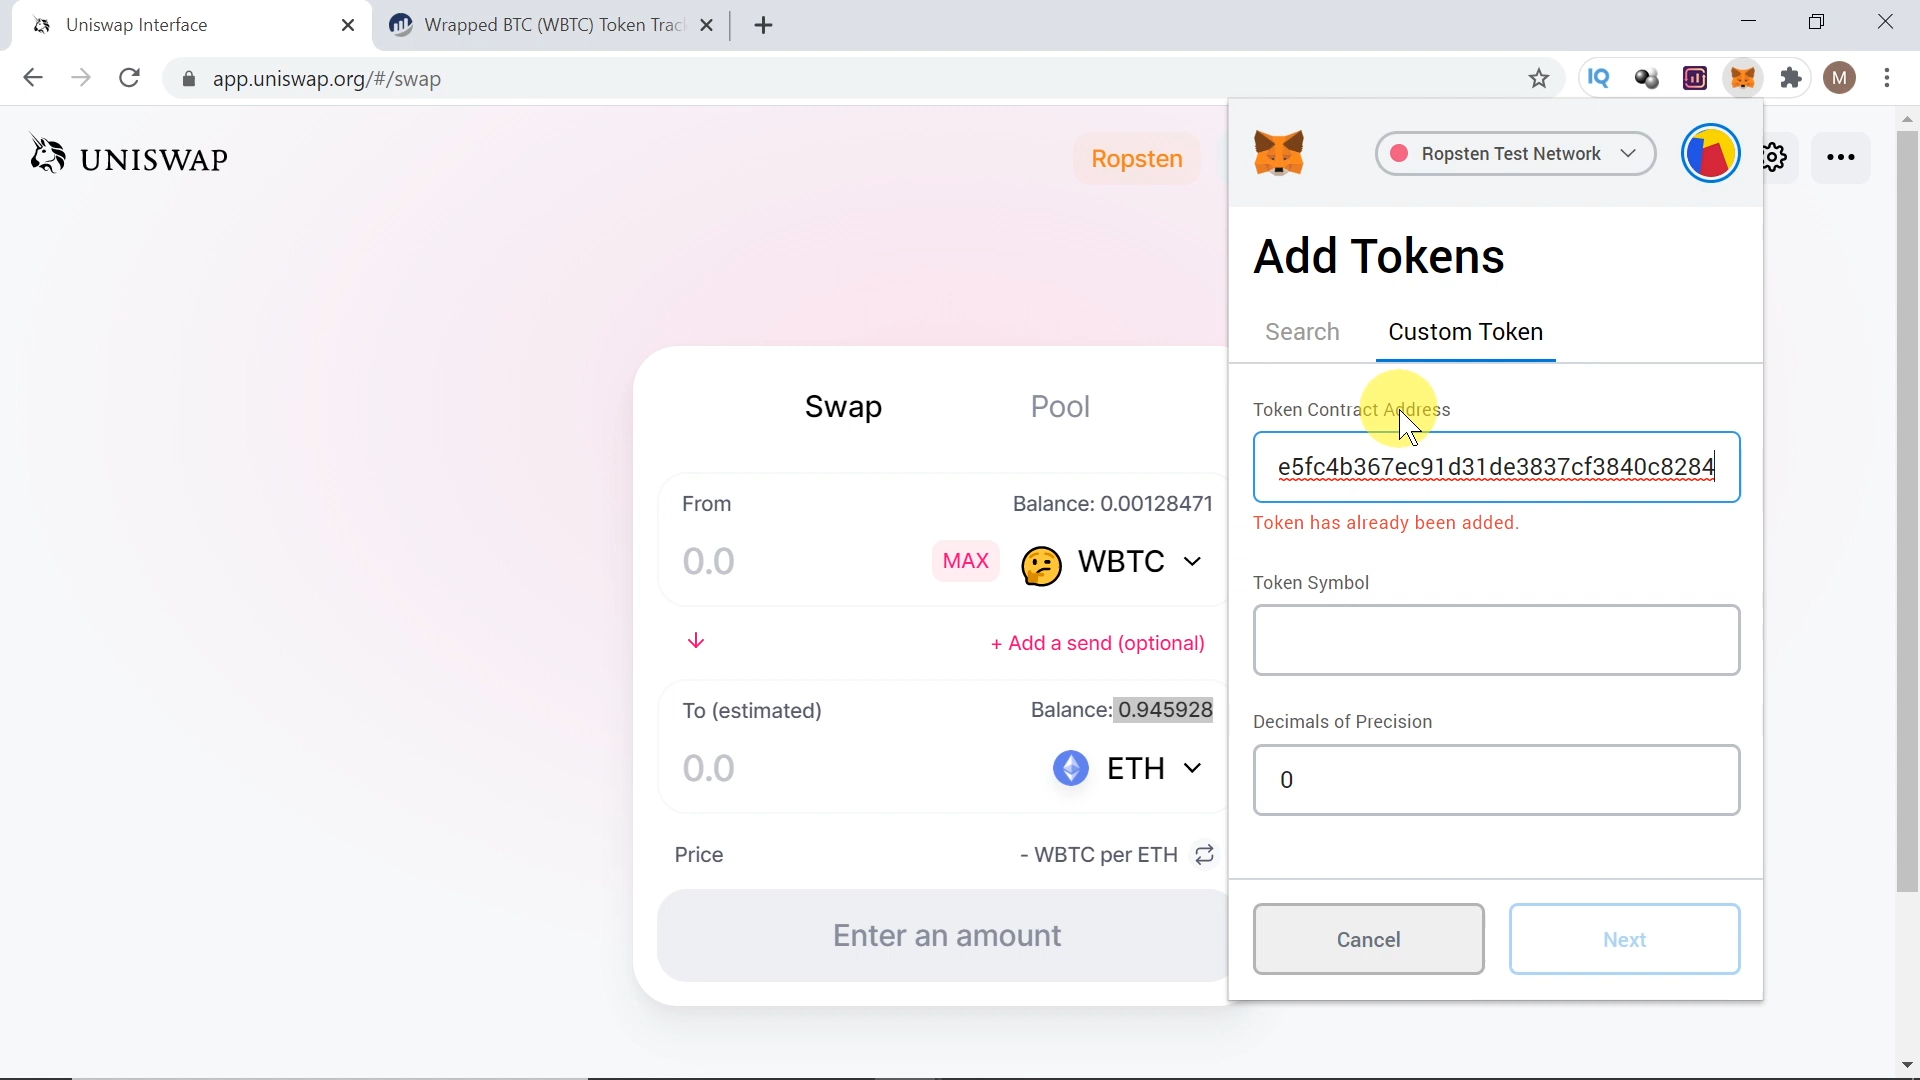 Uniswap Interface
Wrapped BTC (WBTC) Token Trac
app.uniswap.org/#/swap
IQ
M
UNISWAP
Ropsten
Ropsten Test Network
Add Tokens
Search
Custom Token
Swap
Pool
Token Contract Address
e5fc4b367ec91d31de3837cf3840c8284
Token has already been added.
From
Balance: 0.00128471
0.0
MAX
WBTC
Token Symbol
+ Add a send (optional)
To (estimated)
Balance: 0.945928
Decimals of Precision
0.0
ETH
0
Price
- WBTC per ETH
Enter an amount
Cancel
Next